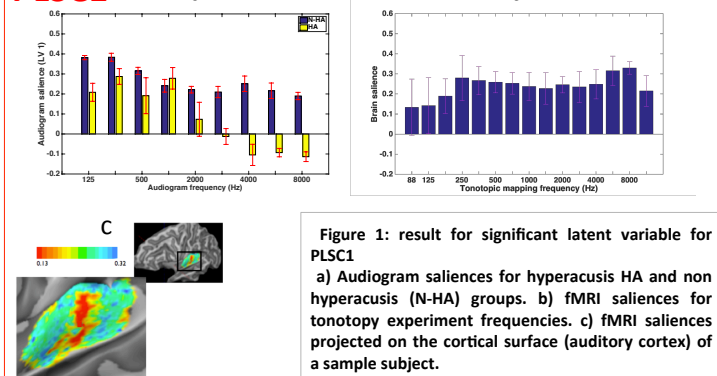 N-HA
HA
Audiogram salience (LV 1)
0.6
0.5
0.4
0.3
0.2
0.1
0
-0.1
-0.2
125
500
2000
4000
8000
Audiogram frequency (Hz)
Brain salience
0.6
0.5
0.4
0.3
0.2
0.1
0
-0.1
-0.2
88 125 250 500 1000 2000 4000 8000
Tonotopic mapping frequency (Hz)
C
0.13 0.32
Figure 1: result for significant latent variable for
PLSC1
a) Audiogram saliences for hyperacusis HA and non
hyperacusis (N-HA) groups. b) fMRI saliences for
tonotopy experiment frequencies. c) fMRI saliences
projected on the cortical surface (auditory cortex) of
a sample subject.